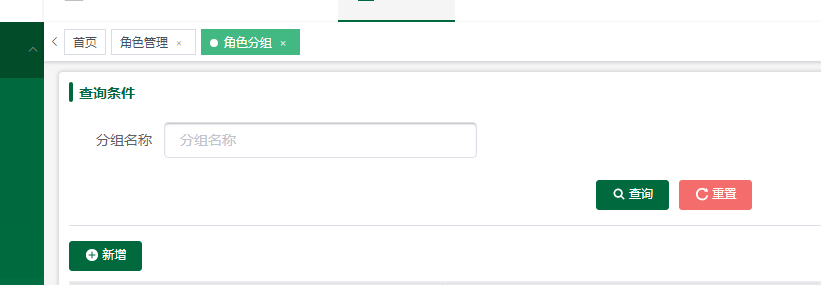 首页 角色管理 × 角色分组 ×
查询条件
分组名称 分组名称
查询 重置
新增